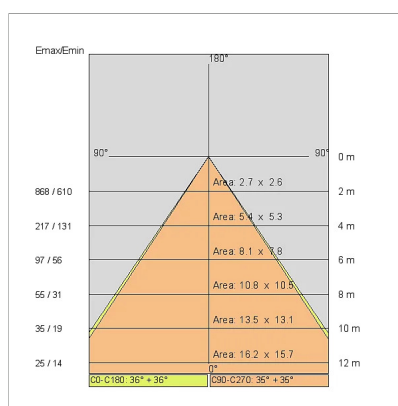 Emax/Emin
180°
90° 90° 0 m
868 / 610 Area: 2.7 x 2.6 2 m
217 / 131 Area: 5.4 x 5.3 4 m
97 / 56 Area: 8.1 x 7.8 6 m
55 / 31 Area: 10.8 x 10.5 8 m
35 / 19 Area: 13.5 x 13.1 10 m
25 / 14 Area: 16.2 x 15.7 12 m
0°
C0-C180: 36° + 36° C90-C270: 35° + 35°